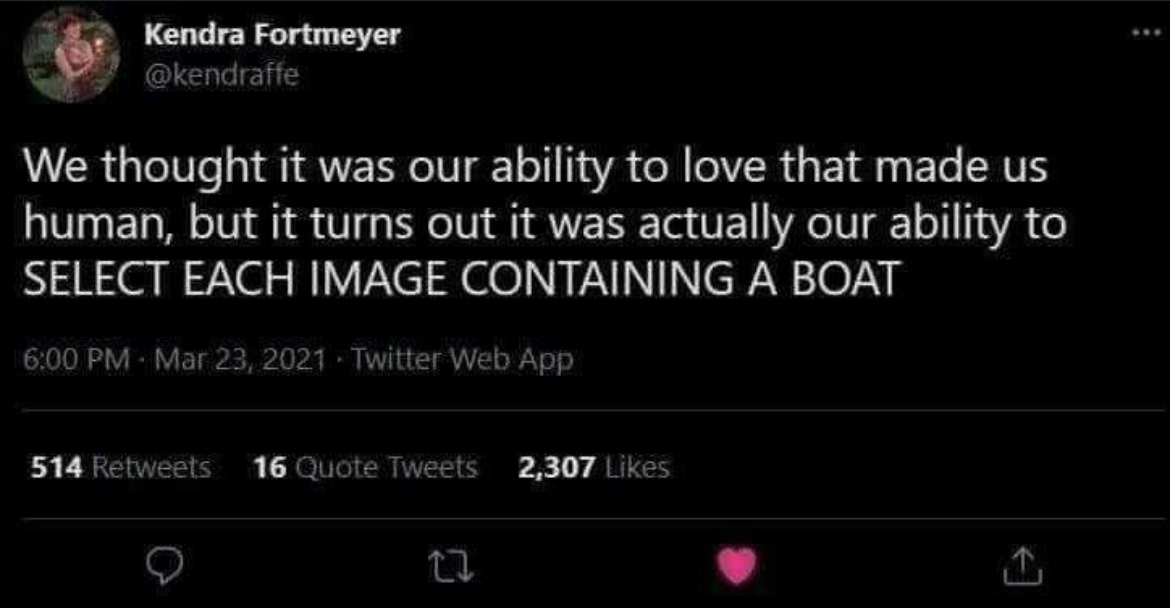 Kendra Fortmeyer
@kendraffe
We thought it was our ability to love that made us
human, but it turns out it was actually our ability to
SELECT EACH IMAGE CONTAINING A BOAT
6:00 PM · Mar 23, 2021 · Twitter Web App
514 Retweets 16 Quote Tweets 2,307 Likes